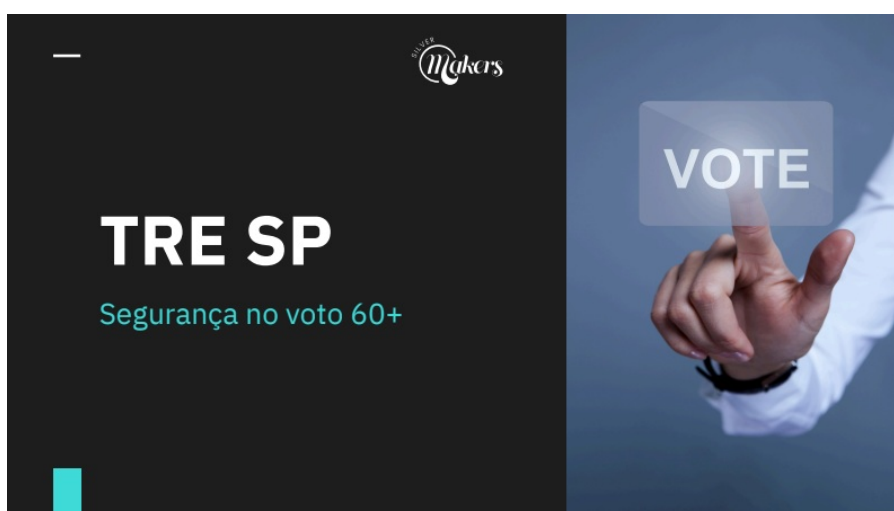 SILVER
Makers
VOTE
TRE SP
Segurança no voto 60+